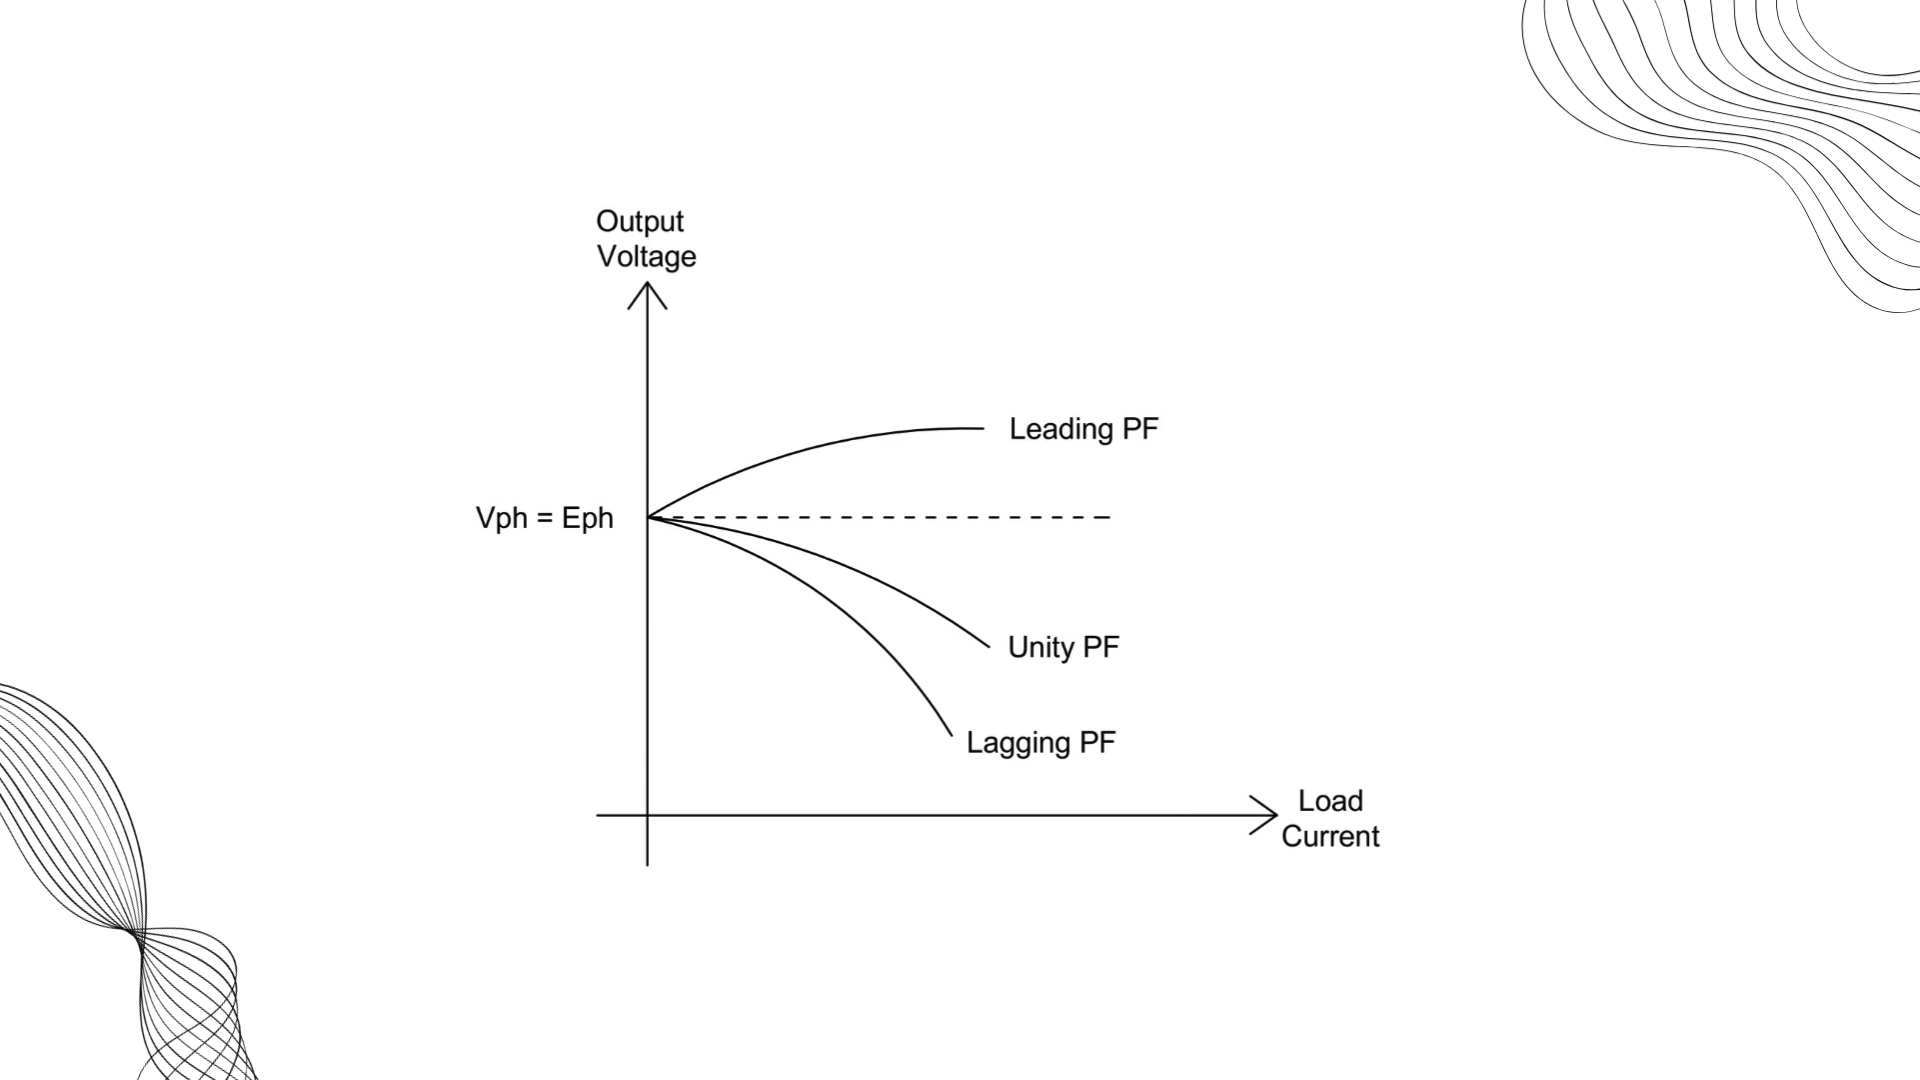 Output
Voltage
Leading PF
Vph = Eph
Unity PF
Lagging PF
Load
Current